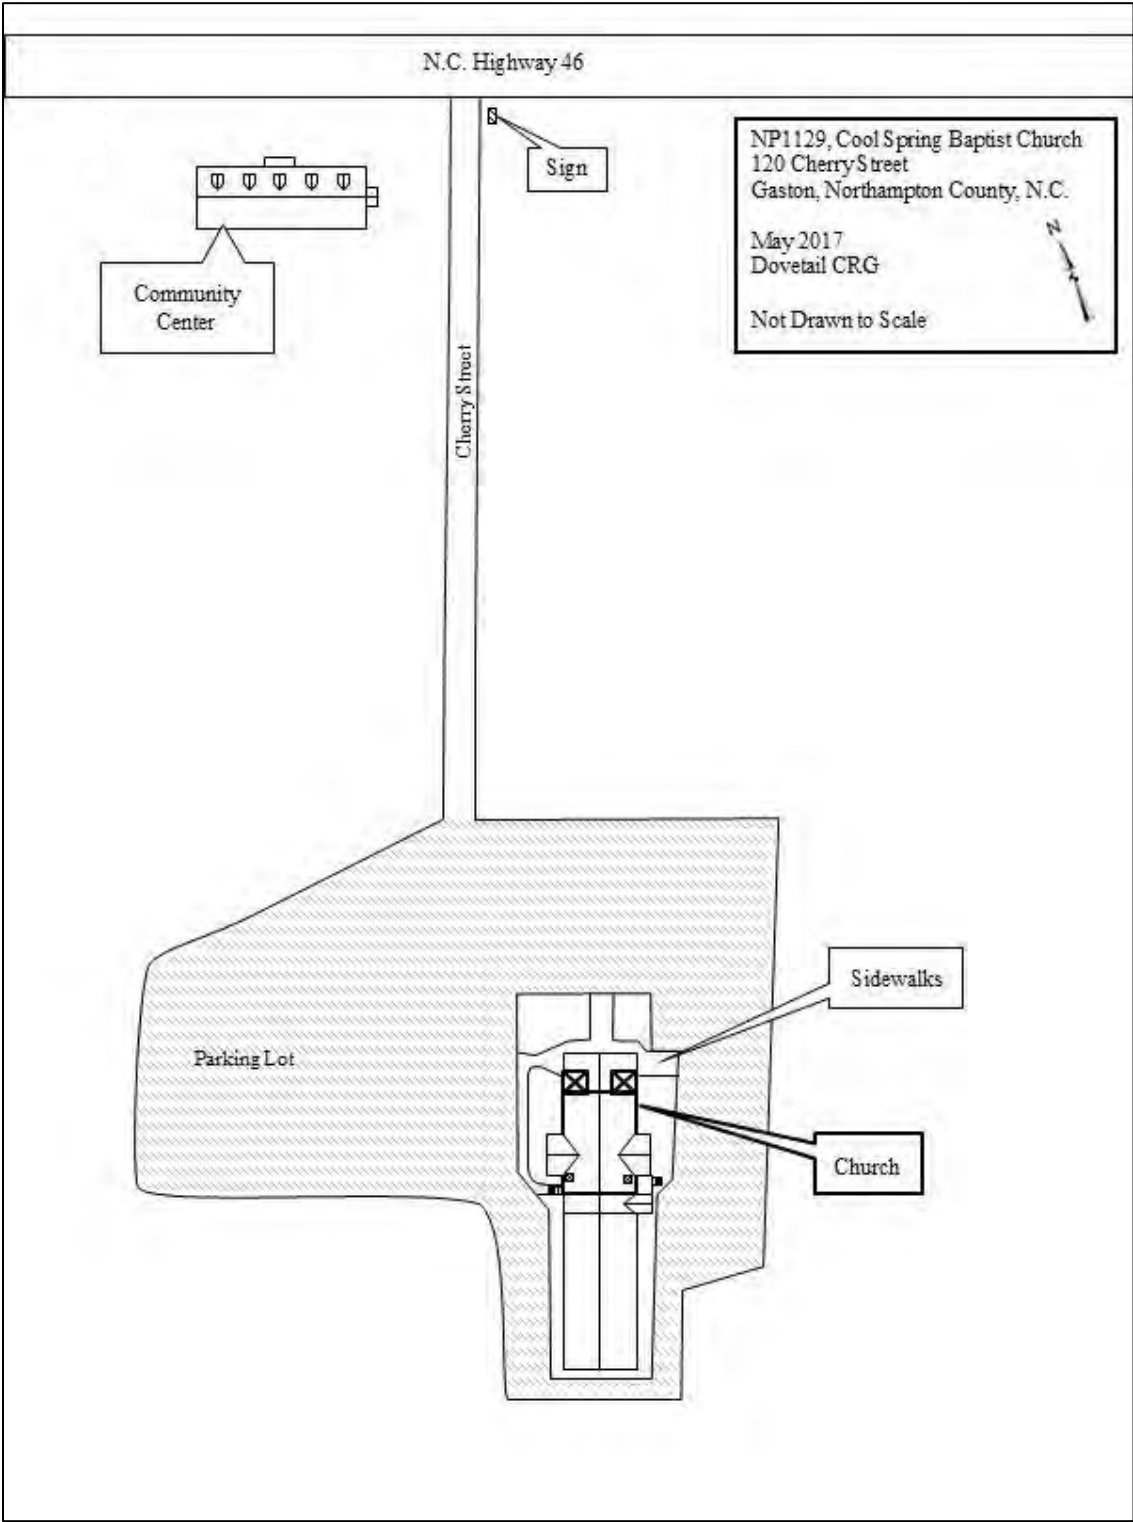 N.C. Highway 46
Sign
NP1129, Cool Spring Baptist Church
120 Cherry Street
Gaston, Northampton County, N.C.
May 2017
Dovetail CRG
Not Drawn to Scale
N
Community
Center
Cherry Street
Sidewalks
Parking Lot
Church